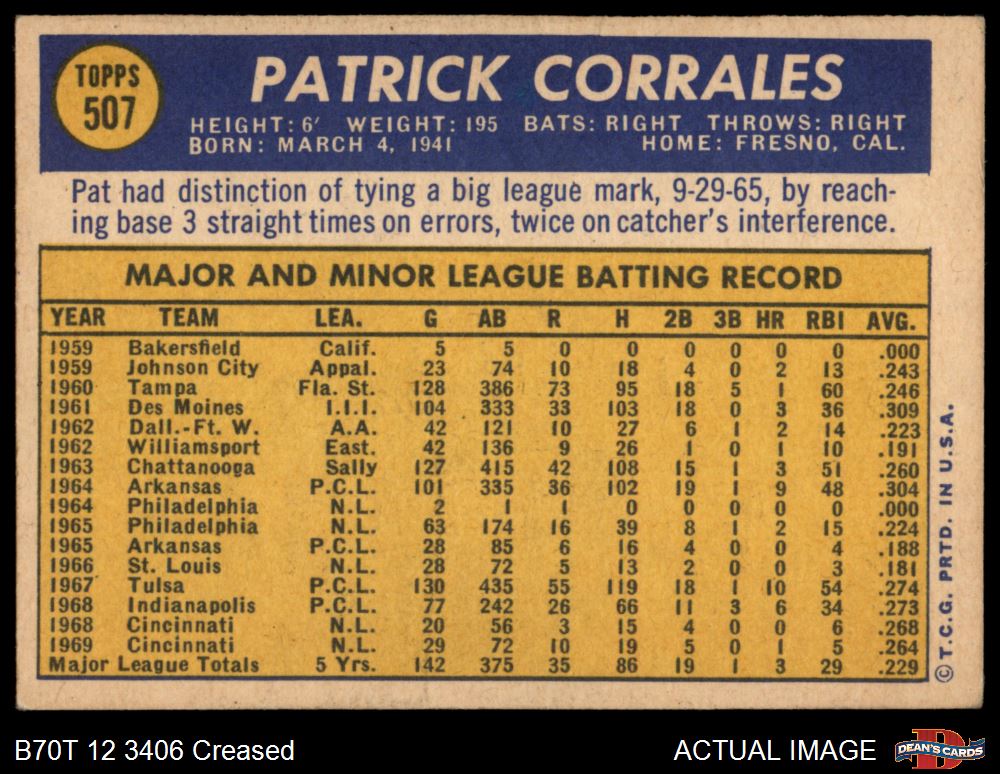 TOPPS
507
PATRICK CORRALES
HEIGHT: 6' WEIGHT: 195 BATS: RIGHT THROWS: RIGHT
BORN: MARCH 4, 1941 HOME: FRESNO, CAL.
Pat had distinction of tying a big league mark, 9-29-65, by reach-
ing base 3 straight times on errors, twice on catcher's interference.
MAJOR AND MINOR LEAGUE BATTING RECORD
YEAR TEAM LEA. G AB R H 2B 3B HR RBI AVG.
1959 Bakersfield Calif. 5 5 0 0 0 0 0 0 .000
1959 Johnson City Appal. 23 74 10 18 4 0 2 13 .243
1960 Tampa Fla. St. 128 386 73 95 18 5 1 60 .246
1961 Des Moines I.I.I. 104 333 33 103 18 0 3 36 .309
1962 Dall.-Ft. W. A.A. 42 121 10 27 6 1 2 14 .223
1962 Williamsport East. 42 136 9 26 1 0 1 10 .191
1963 Chattanooga Sally 127 415 42 108 15 1 3 51 .260
1964 Arkansas P.C.L. 101 335 36 102 19 1 9 48 .304
1964 Philadelphia N.L. 2 1 1 0 0 0 0 0 .000
1965 Philadelphia N.L. 63 174 16 39 8 1 2 15 .224
1965 Arkansas P.C.L. 28 85 6 16 4 0 0 4 .188
1966 St. Louis N.L. 28 72 5 13 2 0 0 3 .181
1967 Tulsa P.C.L. 130 435 55 119 18 1 10 54 .274
1968 Indianapolis P.C.L. 77 242 26 66 11 3 6 34 .273
1968 Cincinnati N.L. 20 56 3 15 4 0 0 6 .268
1969 Cincinnati N.L. 29 72 10 19 5 0 1 5 .264
Major League Totals 5 Yrs. 142 375 35 86 19 1 3 29 .229
© T.C.G. PRTD. IN U.S.A.
B70T 12 3406 Creased
ACTUAL IMAGE
D
DEAN'S CARDS